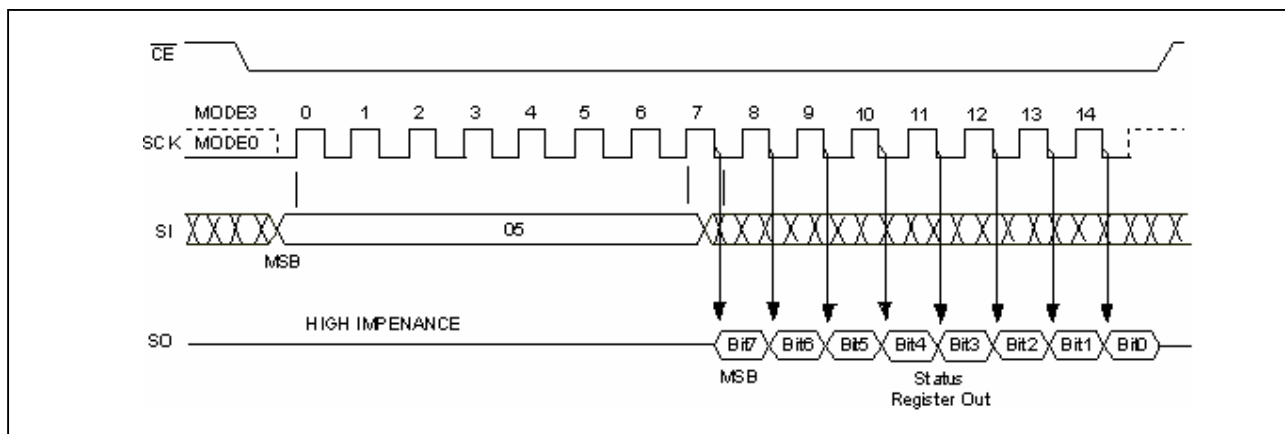 CE
MODE3 0 1 2 3 4 5 6 7 8 9 10 11 12 13 14
SCK MODE0
SI 05
MSB
HIGH IMPENANCE
SO Bit7 Bit6 Bit5 Bit4 Bit3 Bit2 Bit1 Bit0
MSB Status
Register Out